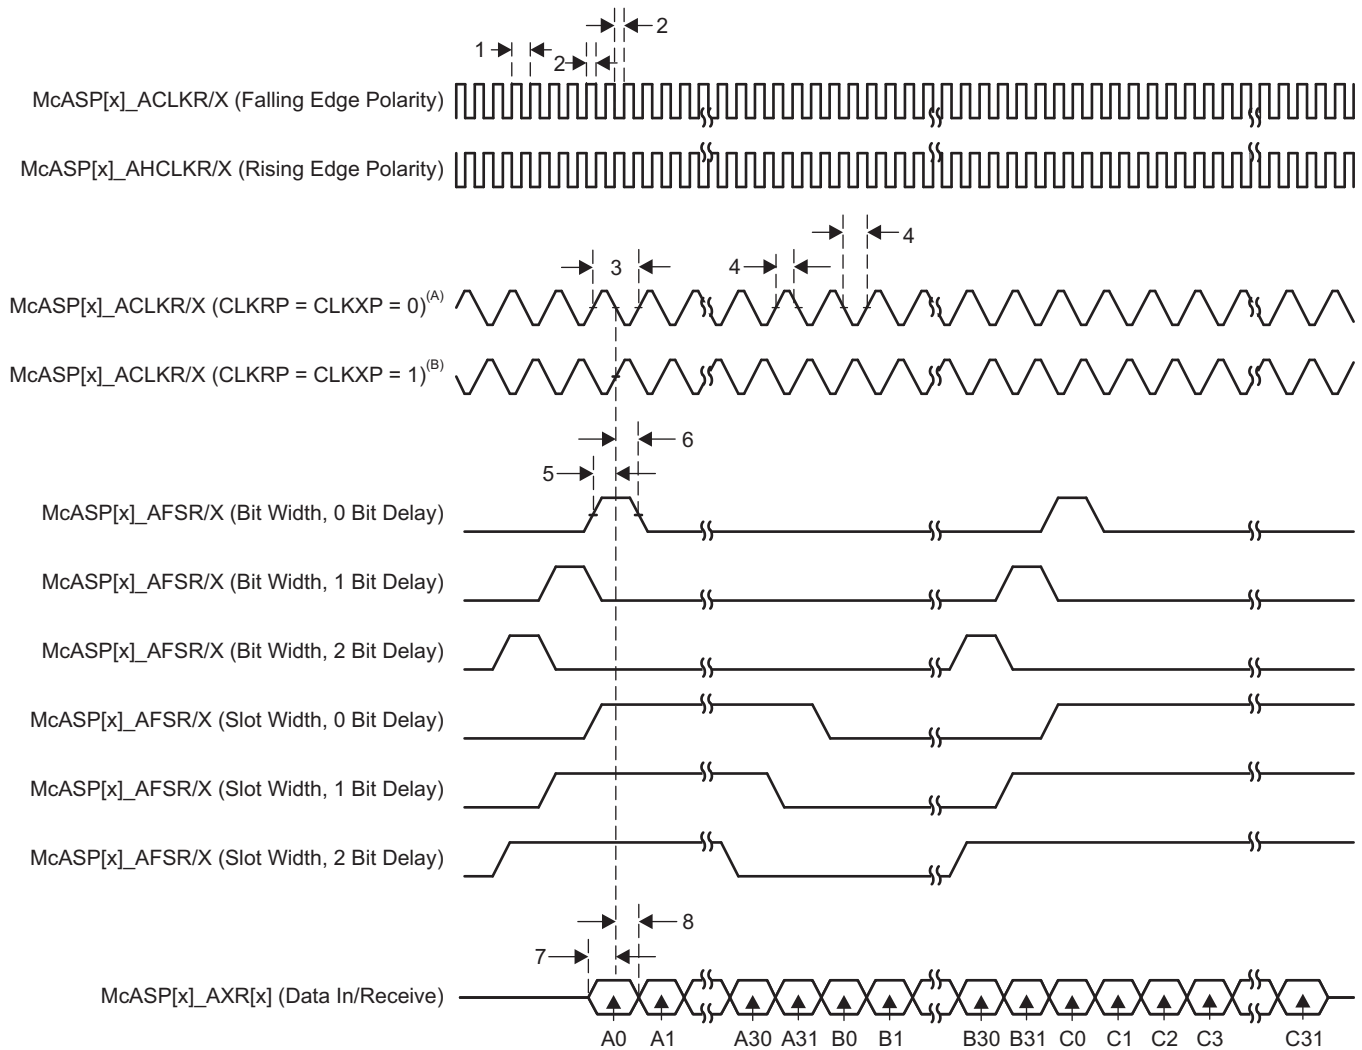 2
1
2
McASP[x]_ACLKR/X (Falling Edge Polarity)
McASP[x]_AHCLKR/X (Rising Edge Polarity)
4
3
4
McASP[x]_ACLKR/X (CLKRP = CLKXP = 0)(A)
McASP[x]_ACLKR/X (CLKRP = CLKXP = 1)(B)
6
5
McASP[x]_AFSR/X (Bit Width, 0 Bit Delay)
McASP[x]_AFSR/X (Bit Width, 1 Bit Delay)
McASP[x]_AFSR/X (Bit Width, 2 Bit Delay)
McASP[x]_AFSR/X (Slot Width, 0 Bit Delay)
McASP[x]_AFSR/X (Slot Width, 1 Bit Delay)
McASP[x]_AFSR/X (Slot Width, 2 Bit Delay)
8
7
McASP[x]_AXR[x] (Data In/Receive)
A0 A1 A30 A31 B0 B1 B30 B31 C0 C1 C2 C3 C31